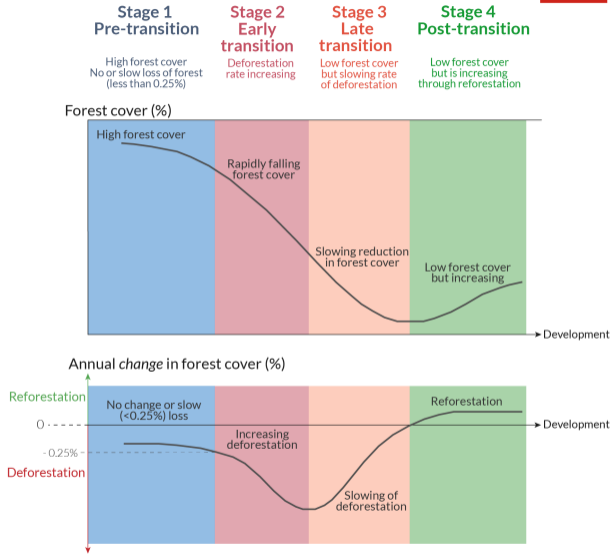 Stage 1
Pre-transition
High forest cover
No or slow loss of forest
(less than 0.25%)
Stage 2
Early
transition
Deforestation
rate increasing
Stage 3
Late
transition
Low forest cover
but slowing rate
of deforestation
Stage 4
Post-transition
Low forest cover
but is increasing
through reforestation
Forest cover (%)
High forest cover
Rapidly falling
forest cover
Slowing reduction
in forest cover
Low forest cover
but increasing
Development
Annual change in forest cover (%)
Reforestation
0
-0.25%
Deforestation
No change or slow
(<0.25%) loss
Increasing
deforestation
Slowing of
deforestation
Reforestation
Development